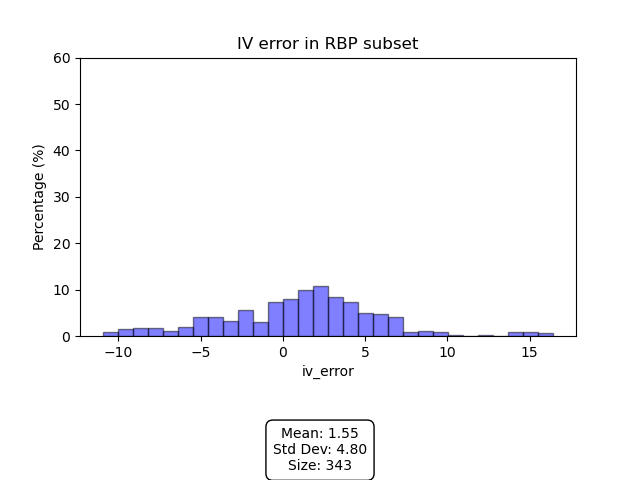 IV error in RBP subset
60
50
40
30
20
10
0
Percentage (%)
−10
−5
0
5
10
15
iv_error
Mean: 1.55
Std Dev: 4.80
Size: 343